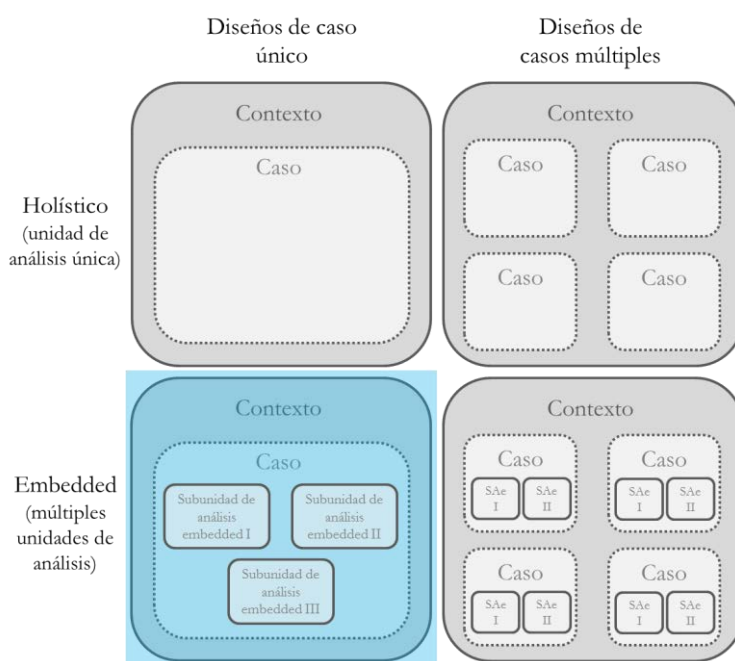 Diseños de caso
único
Diseños de
casos múltiples
Holístico
(unidad de
análisis única)
Contexto
Caso
Contexto
Caso
Caso
Caso
Caso
Embedded
(múltiples
unidades de
análisis)
Contexto
Caso
Subunidad de
análisis
embedded I
Subunidad de
análisis
embedded II
Subunidad de
análisis
embedded III
Contexto
Caso
SAe
I
SAe
II
Caso
SAe
I
SAe
II
Caso
SAe
I
SAe
II
Caso
SAe
I
SAe
II